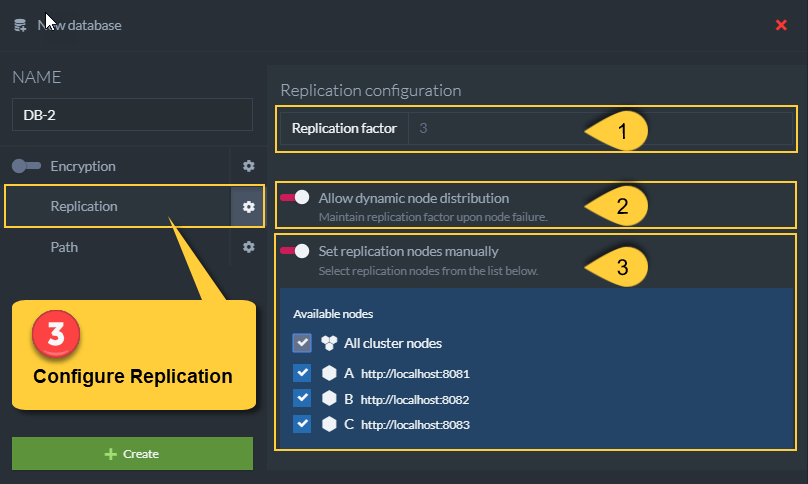 New database
NAME
DB-2
Encryption
Replication
Path
3
Configure Replication
Create
Replication configuration
Replication factor 3
1
Allow dynamic node distribution
Maintain replication factor upon node failure.
2
Set replication nodes manually
Select replication nodes from the list below.
3
Available nodes
All cluster nodes
A http://localhost:8081
B http://localhost:8082
C http://localhost:8083